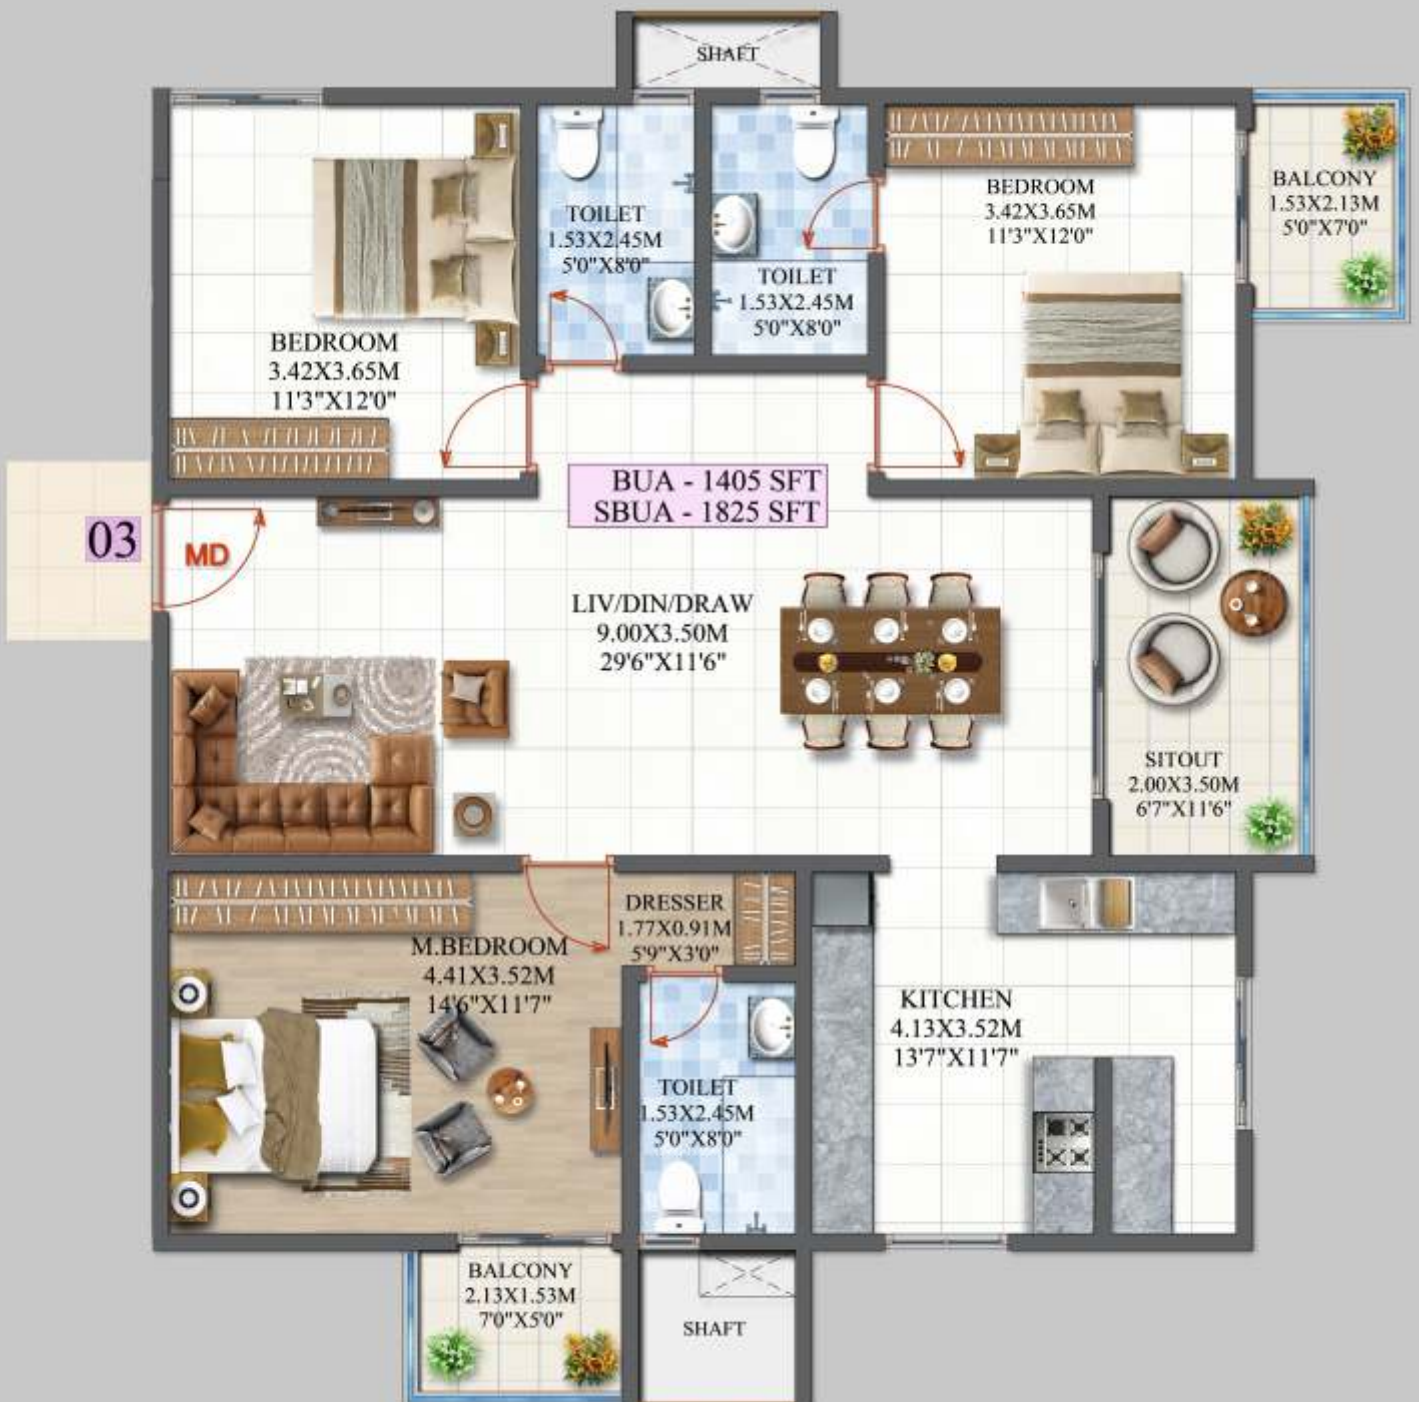 SHAFT
BEDROOM
3.42X3.65M
11'3"X12'0"
TOILET
1.53X2.45M
5'0"X8'0"
TOILET
1.53X2.45M
5'0"X8'0"
BEDROOM
3.42X3.65M
11'3"X12'0"
BALCONY
1.53X2.13M
5'0"X7'0"
BUA - 1405 SFT
SBUA - 1825 SFT
03
MD
LIV/DIN/DRAW
9.00X3.50M
29'6"X11'6"
SITOUT
2.00X3.50M
6'7"X11'6"
M.BEDROOM
4.41X3.52M
14'6"X11'7"
DRESSER
1.77X0.91M
5'9"X3'0"
TOILET
1.53X2.45M
5'0"X8'0"
KITCHEN
4.13X3.52M
13'7"X11'7"
BALCONY
2.13X1.53M
7'0"X5'0"
SHAFT